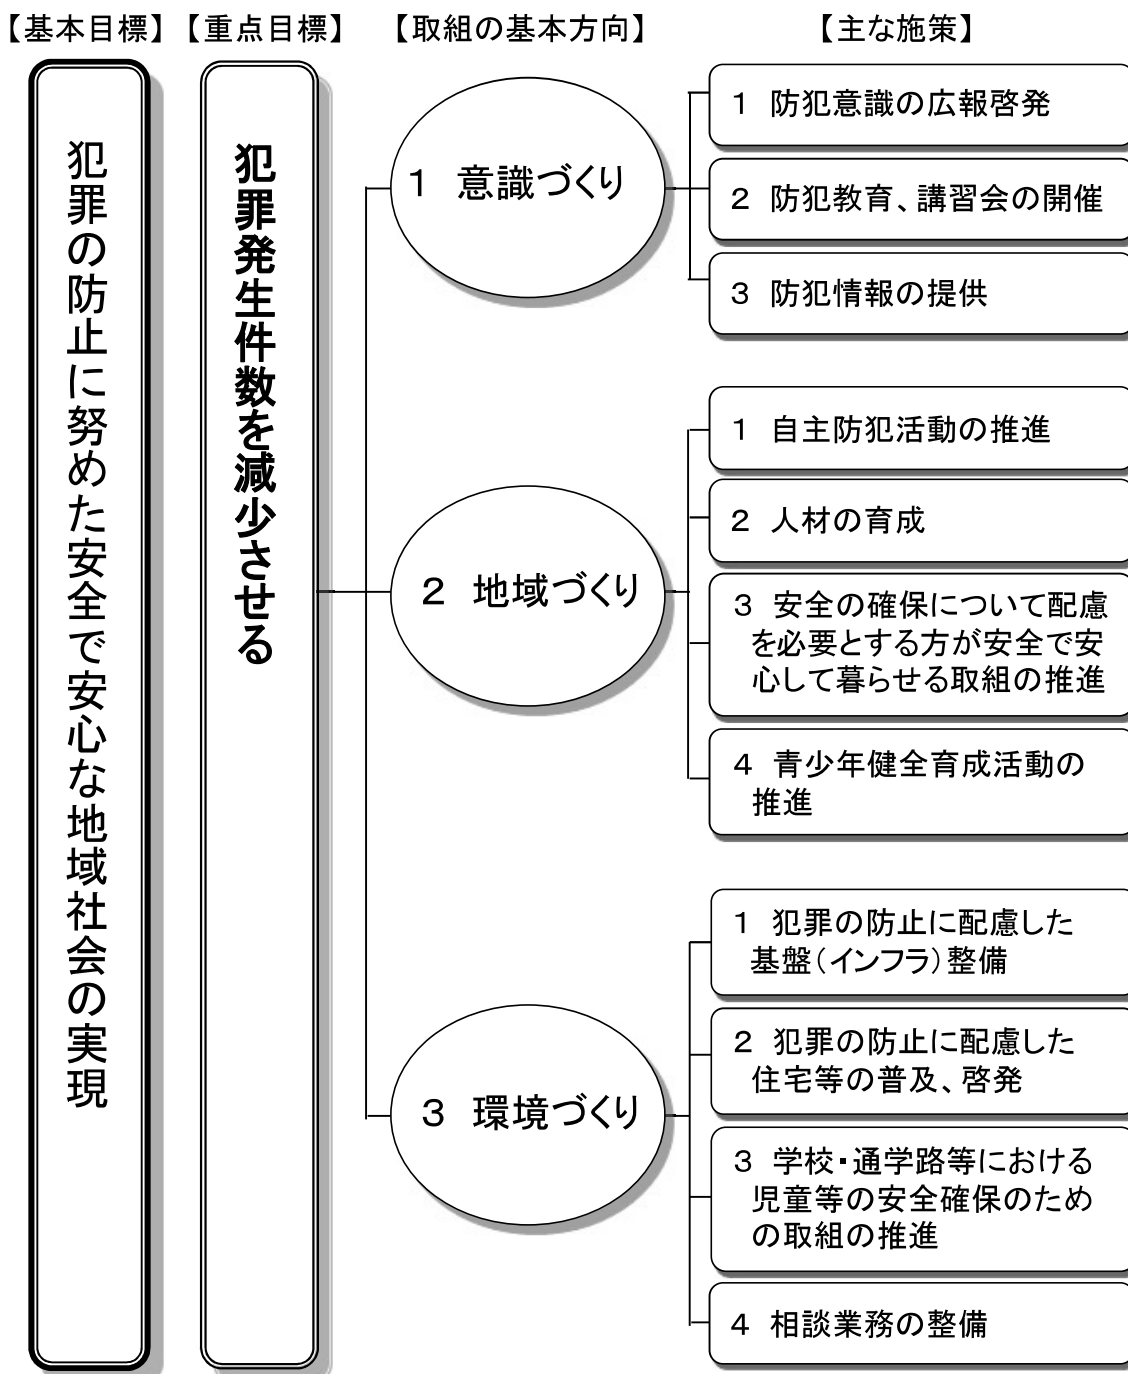 【基本目標】 【重点目標】 【取組の基本方向】 【主な施策】
犯罪の防止に努めた安全で安心な地域社会の実現
犯罪発生件数を減少させる
1 意識づくり
1 防犯意識の広報啓発
2 防犯教育、講習会の開催
3 防犯情報の提供
2 地域づくり
1 自主防犯活動の推進
2 人材の育成
3 安全の確保について配慮
を必要とする方が安全で安
心して暮らせる取組の推進
4 青少年健全育成活動の
推進
3 環境づくり
1 犯罪の防止に配慮した
基盤（インフラ）整備
2 犯罪の防止に配慮した
住宅等の普及、啓発
3 学校・通学路等における
児童等の安全確保のため
の取組の推進
4 相談業務の整備